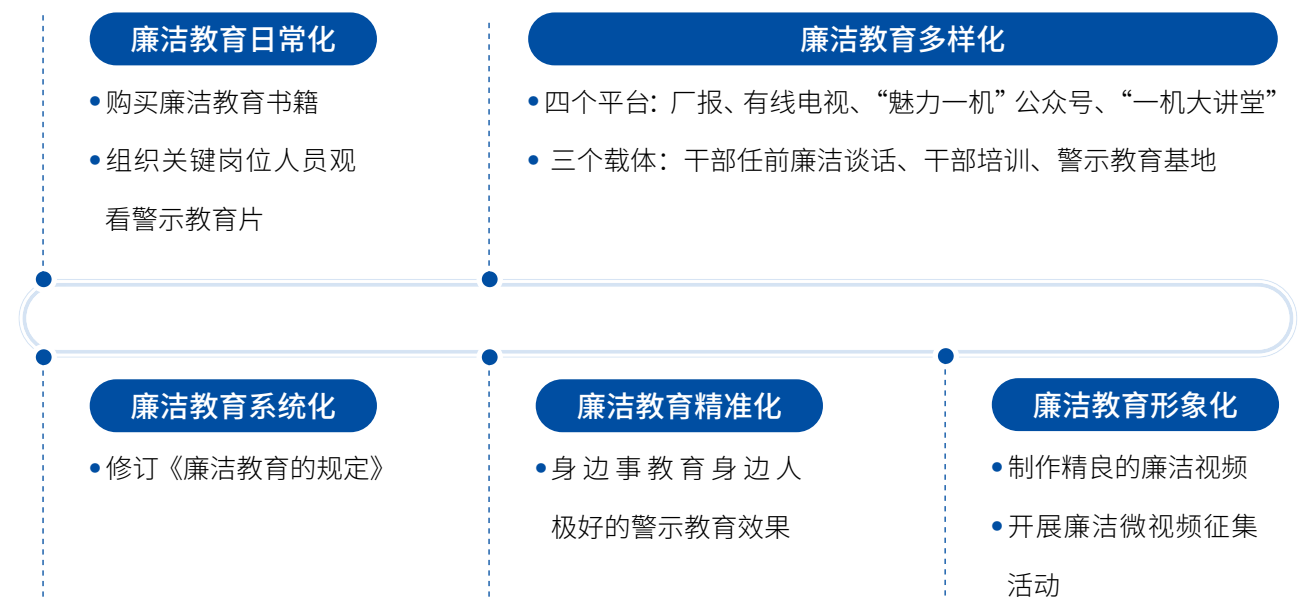 廉洁教育日常化
•购买廉洁教育书籍
•组织关键岗位人员观
看警示教育片
廉洁教育多样化
•四个平台：厂报、有线电视、“魅力一机”公众号、“一机大讲堂”
•三个载体：干部任前廉洁谈话、干部培训、警示教育基地
廉洁教育系统化
•修订《廉洁教育的规定》
廉洁教育精准化
•身边事教育身边人
极好的警示教育效果
廉洁教育形象化
•制作精良的廉洁视频
•开展廉洁微视频征集
活动